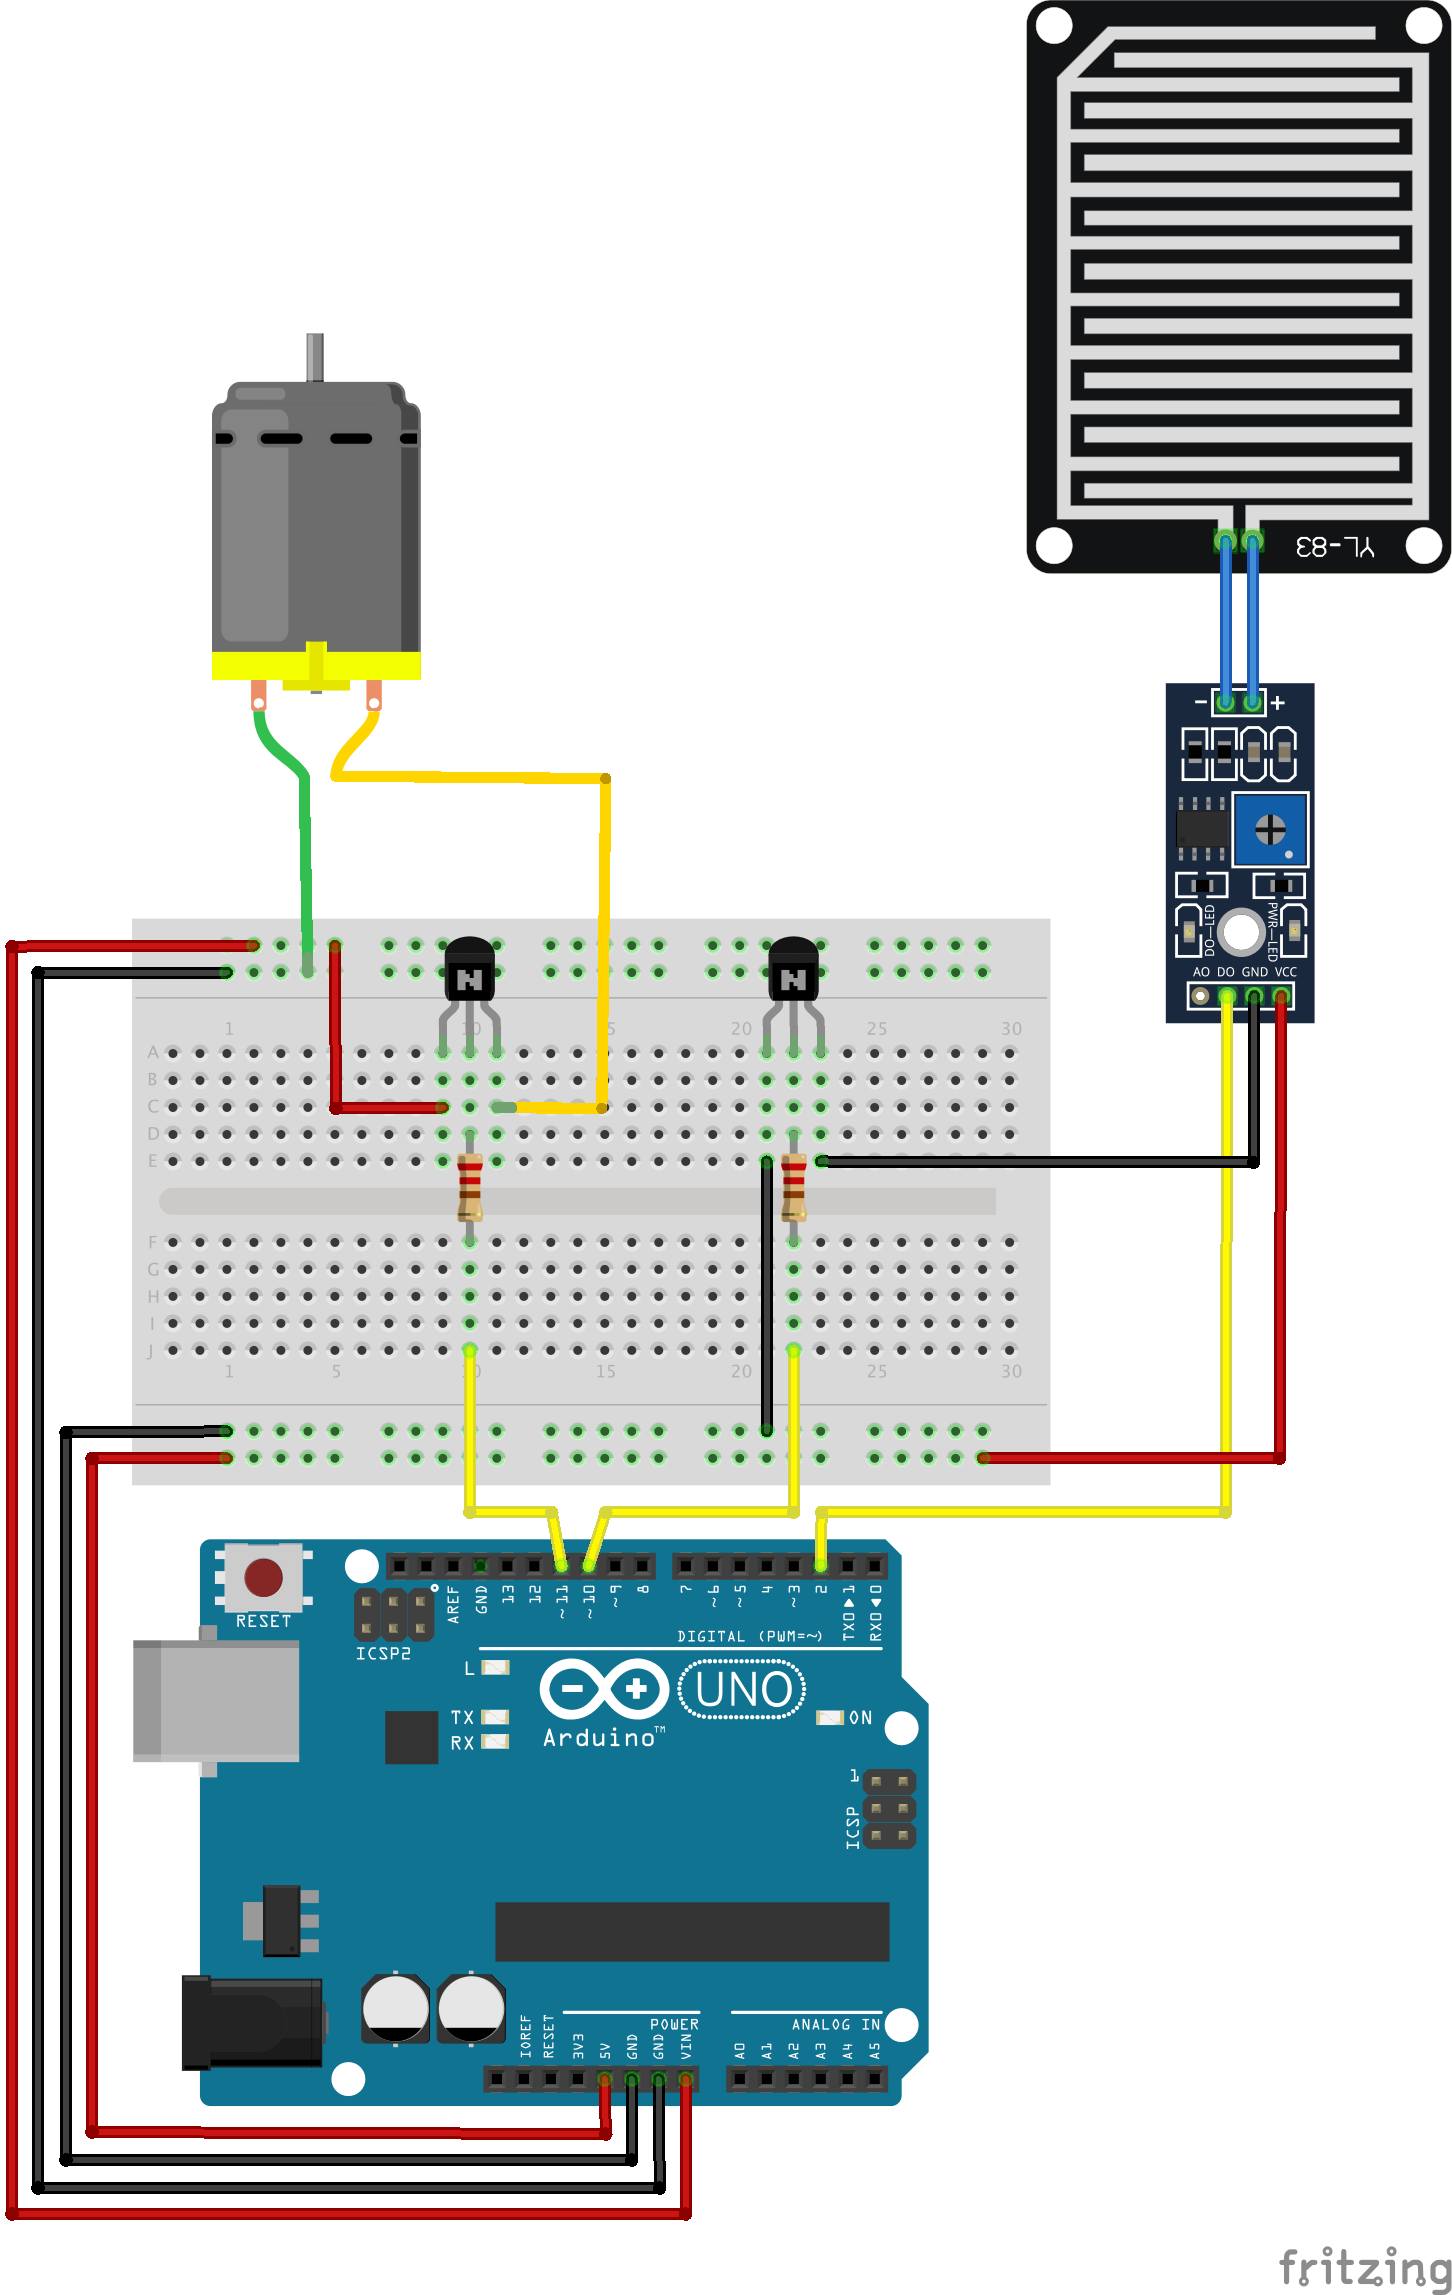 YL-83
- +
DO-LED
PWR-LED
AO DO GND VCC
N
N
1 10 5 20 25 30
A
B
C
D
E
F
G
H
I
J
1 5 10 15 20 25 30
RESET
ICSP2
AREF
GND
13
12
~11
~10
~9
8
7
~6
~5
4
~3
2
TX0▶1
RX0◀0
DIGITAL (PWM=~)
L
TX
RX
UNO
ON
Arduino™
1
ICSP
IOREF
RESET
3V3
5V
GND
GND
VIN
POWER
ANALOG IN
A0
A1
A2
A3
A4
A5
fritzing